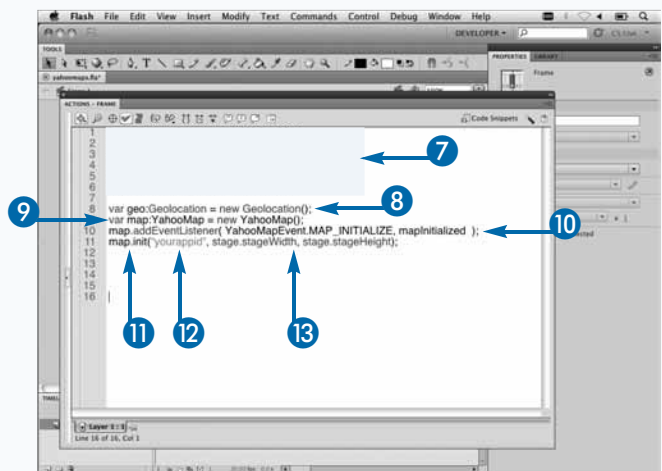 Flash File Edit View Insert Modify Text Commands Control Debug Window Help
DEVELOPER
TOOLS
PROPERTIES LIBRARY
Frame
ACTIONS - FRAME
Code Snippets
1
2
3
4
5
6
7
8 var geo:Geolocation = new Geolocation();
9 var map:YahooMap = new YahooMap();
10 map.addEventListener( YahooMapEvent.MAP_INITIALIZE, mapInitialized );
11 map.init("yourappid", stage.stageWidth, stage.stageHeight);
12
13
14
15
16
7
8
9
10
11
12
13
Layer 1 : 1
Line 16 of 16, Col 1